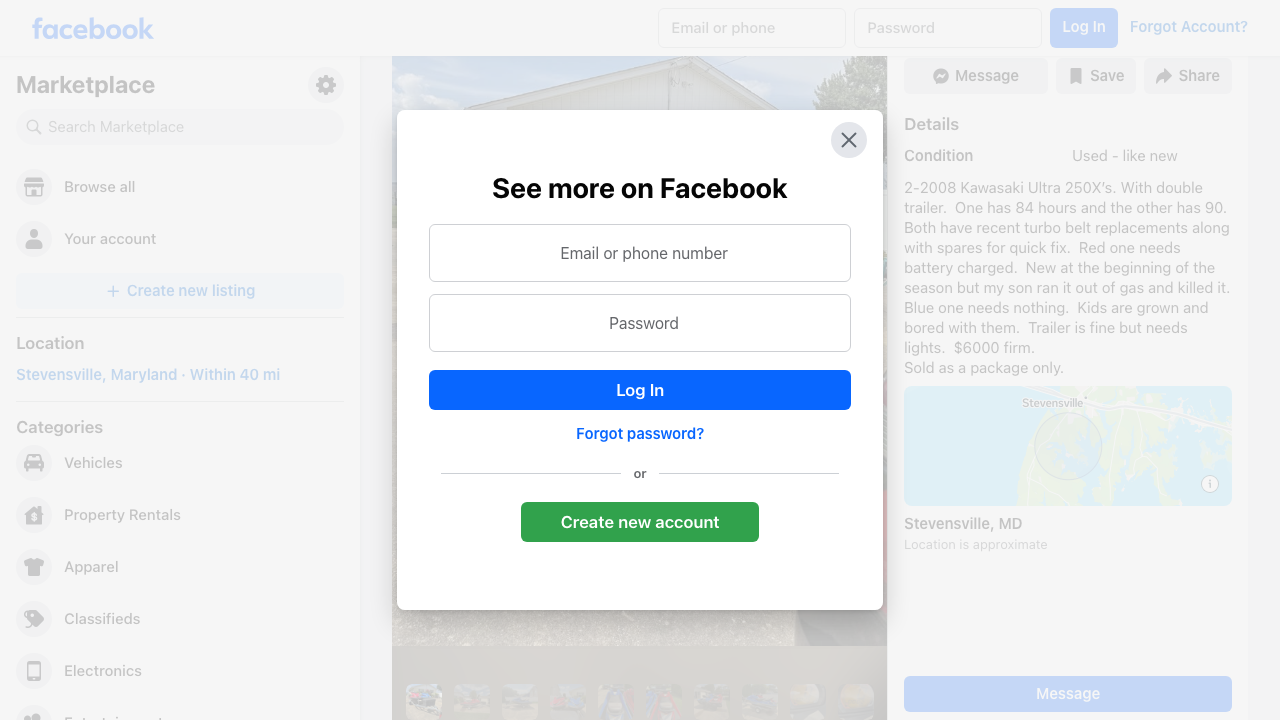 facebook
Email or phone
Password
Log In
Forgot Account?
Marketplace
Search Marketplace
Browse all
Your account
Create new listing
Location
Stevensville, Maryland · Within 40 mi
Categories
Vehicles
Property Rentals
Apparel
Classifieds
Electronics
See more on Facebook
Email or phone number
Password
Log In
Forgot password?
or
Create new account
Message
Save
Share
Details
Condition
Used - like new
2-2008 Kawasaki Ultra 250X's. With double
trailer. One has 84 hours and the other has 90.
Both have recent turbo belt replacements along
with spares for quick fix. Red one needs
battery charged. New at the beginning of the
season but my son ran it out of gas and killed it.
Blue one needs nothing. Kids are grown and
bored with them. Trailer is fine but needs
lights. $6000 firm.
Sold as a package only.
Stevensville
Stevensville, MD
Location is approximate
Message